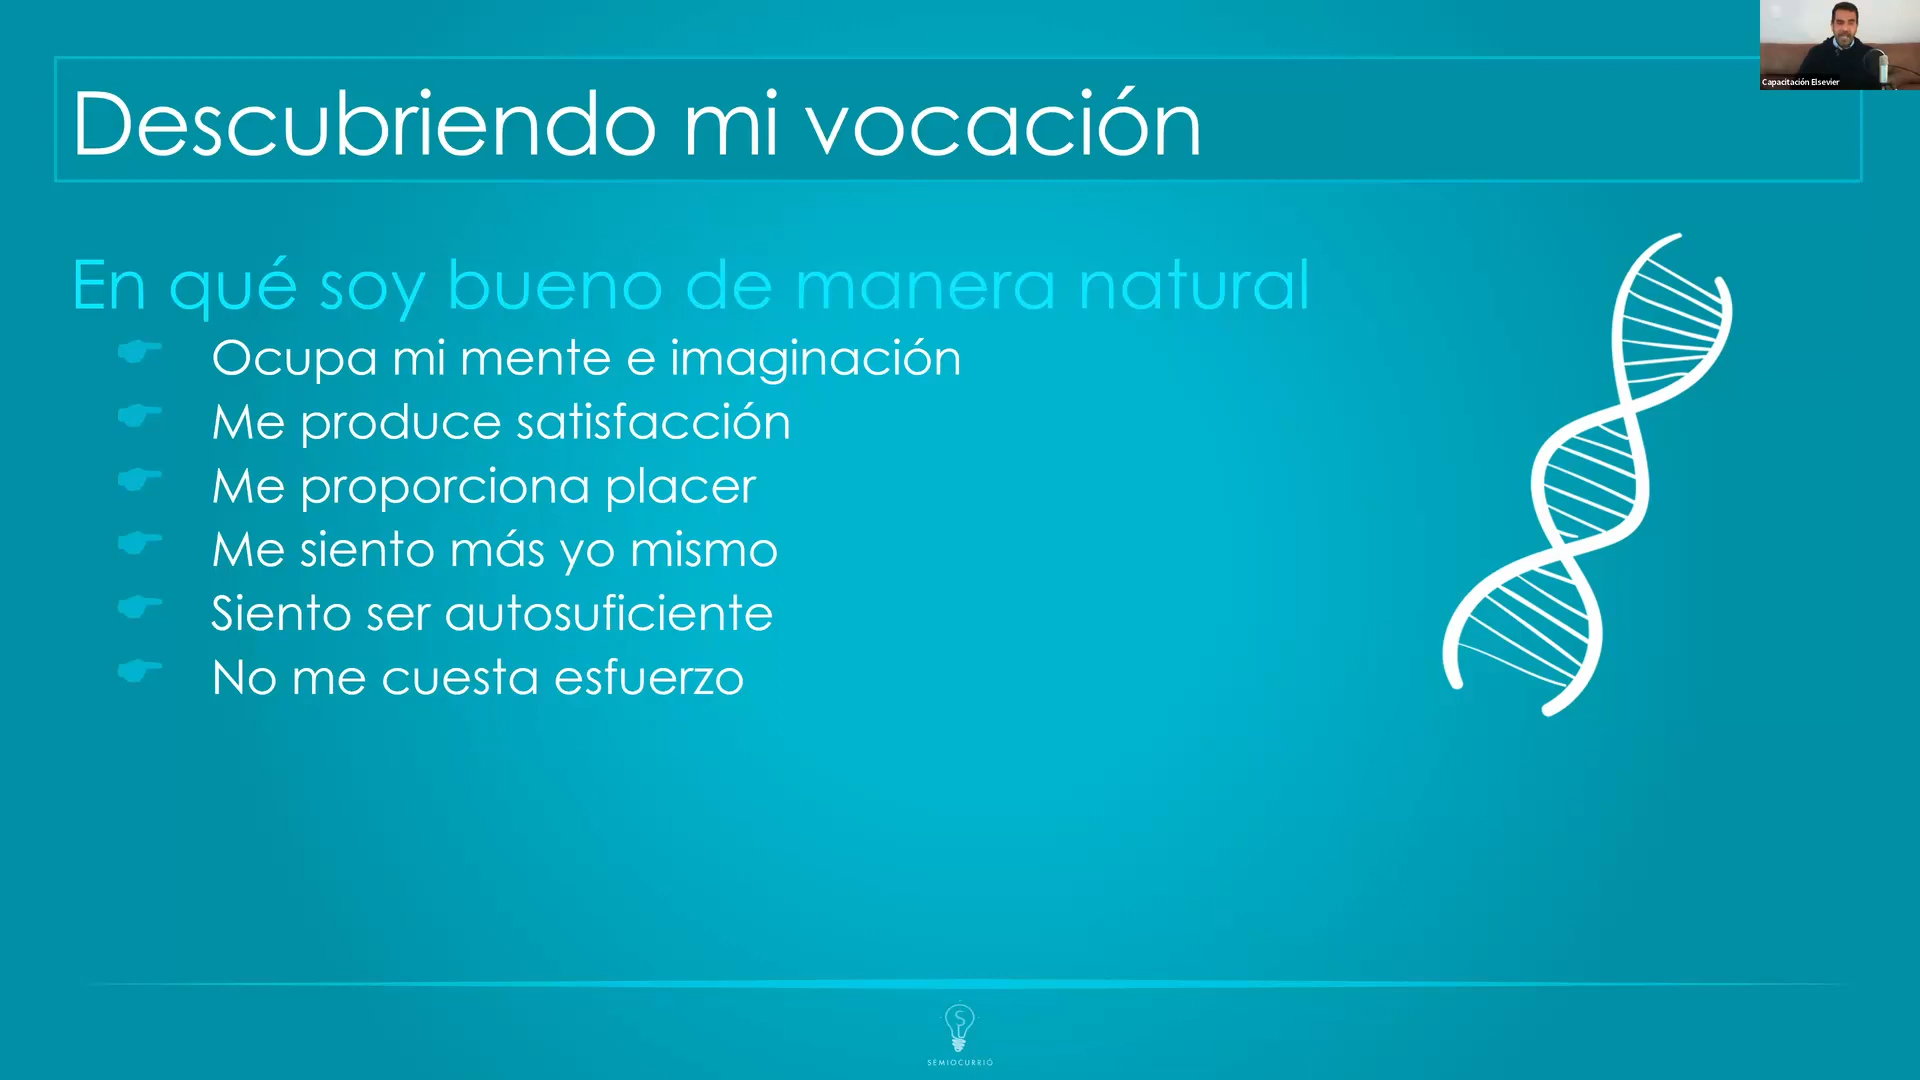 Capacitación Elsevier
Descubriendo mi vocación
En qué soy bueno de manera natural
Ocupa mi mente e imaginación
Me produce satisfacción
Me proporciona placer
Me siento más yo mismo
Siento ser autosuficiente
No me cuesta esfuerzo
SEMIOCURRIÓ